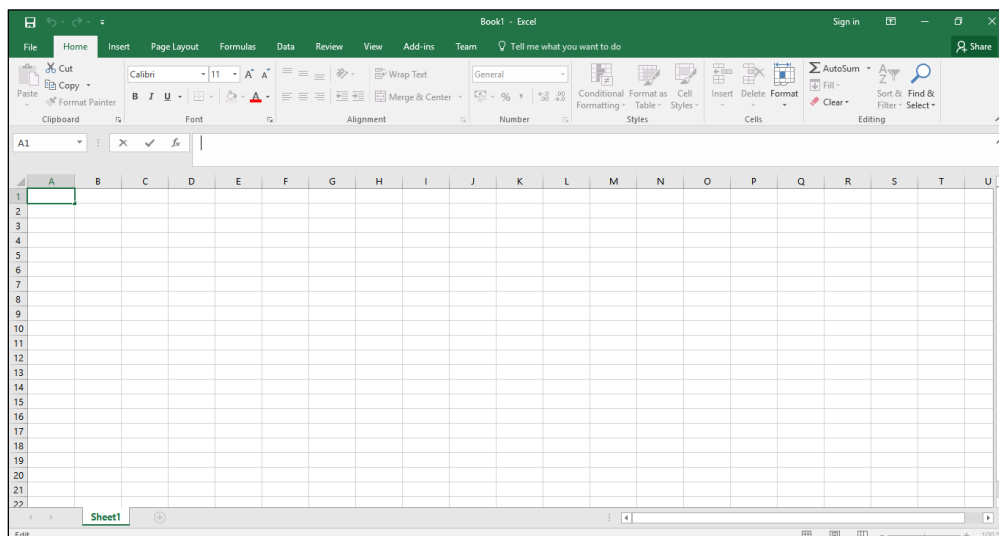 Book1 - Excel
Sign in
File Home Insert Page Layout Formulas Data Review View Add-ins Team Tell me what you want to do Share
Paste
Cut
Copy
Format Painter
Clipboard
Calibri 11
B I U
Font
Wrap Text
Merge & Center
Alignment
General
% ,
Number
Conditional Formatting
Format as Table
Cell Styles
Styles
Insert Delete Format
Cells
AutoSum
Fill
Clear
Sort & Filter
Find & Select
Editing
A1 fx
A B C D E F G H I J K L M N O P Q R S T U
1
2
3
4
5
6
7
8
9
10
11
12
13
14
15
16
17
18
19
20
21
22
Sheet1
Edit